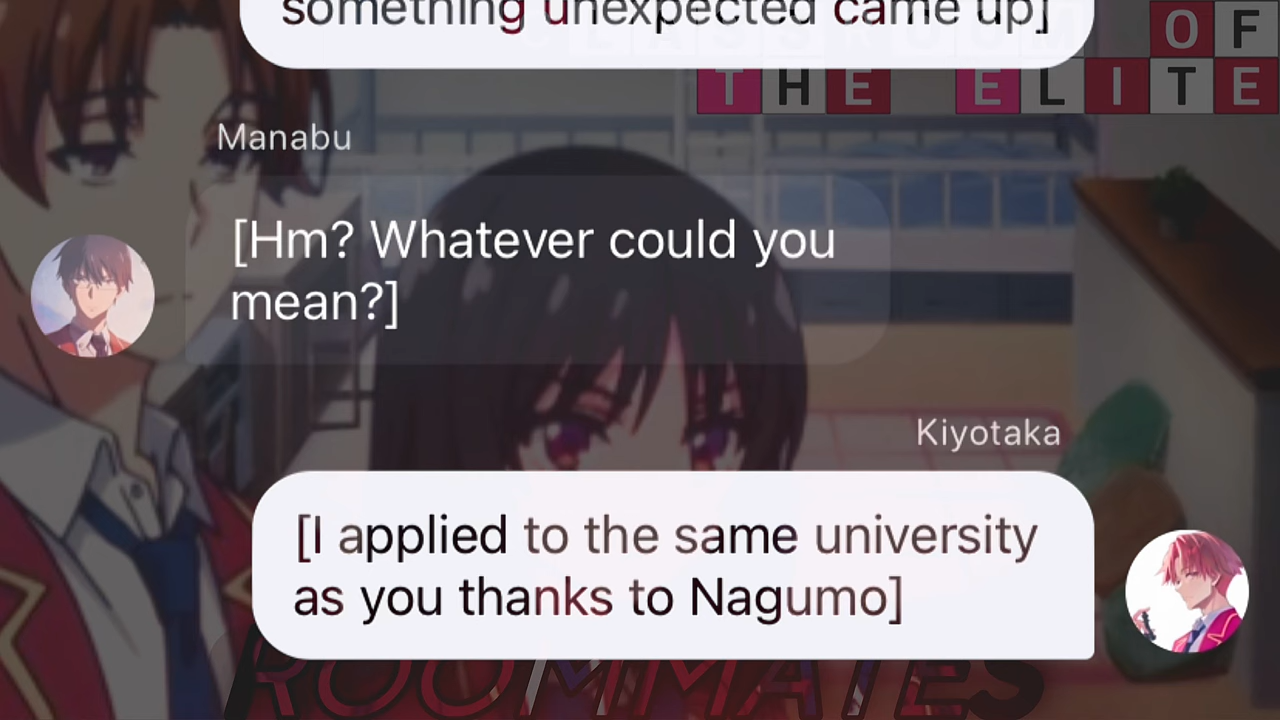 something unexpected came up]
OF
THE ELITE
Manabu
[Hm? Whatever could you
mean?]
Kiyotaka
[I applied to the same university
as you thanks to Nagumo]
ROOMMATES